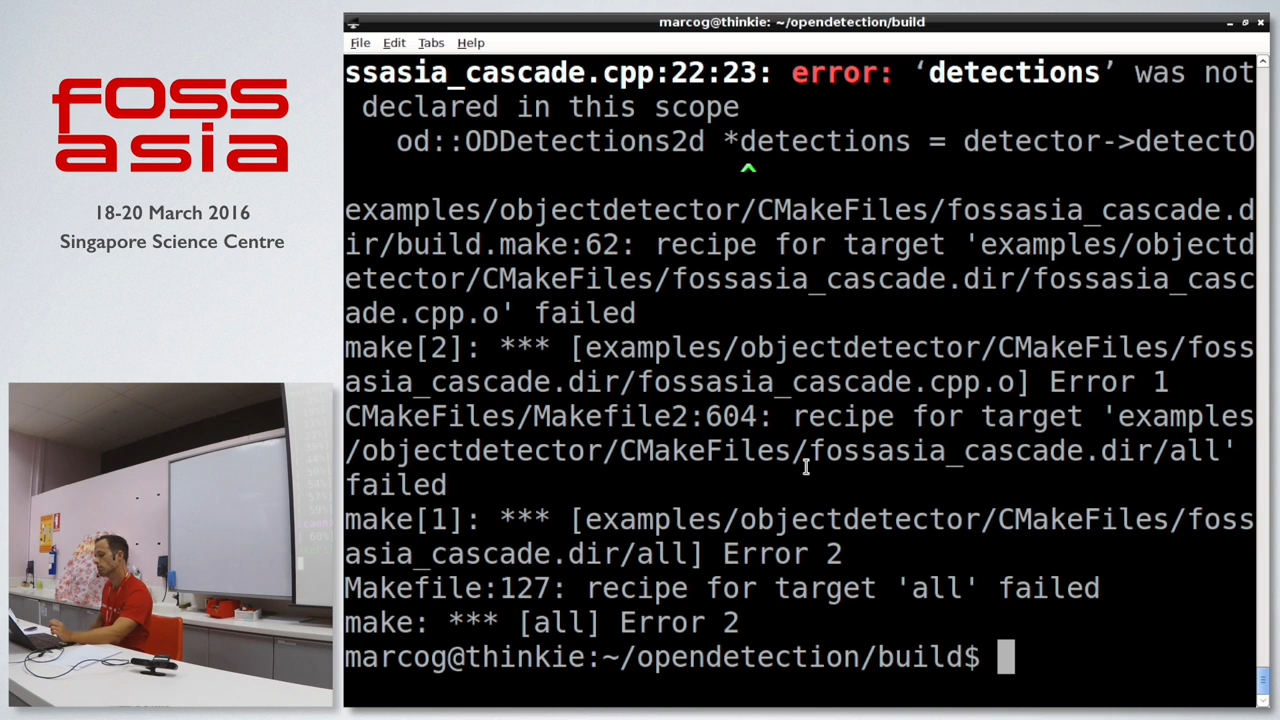 foss
asia
18-20 March 2016
Singapore Science Centre
marcog@thinkie: ~/opendetection/build
File Edit Tabs Help
ssasia_cascade.cpp:22:23: error: ‘detections’ was not
declared in this scope
od::ODDetections2d *detections = detector->detectO
^
examples/objectdetector/CMakeFiles/fossasia_cascade.d
ir/build.make:62: recipe for target 'examples/objectd
etector/CMakeFiles/fossasia_cascade.dir/fossasia_casc
ade.cpp.o' failed
make[2]: *** [examples/objectdetector/CMakeFiles/foss
asia_cascade.dir/fossasia_cascade.cpp.o] Error 1
CMakeFiles/Makefile2:604: recipe for target 'examples
/objectdetector/CMakeFiles/fossasia_cascade.dir/all'
failed
make[1]: *** [examples/objectdetector/CMakeFiles/foss
asia_cascade.dir/all] Error 2
Makefile:127: recipe for target 'all' failed
make: *** [all] Error 2
marcog@thinkie:~/opendetection/build$